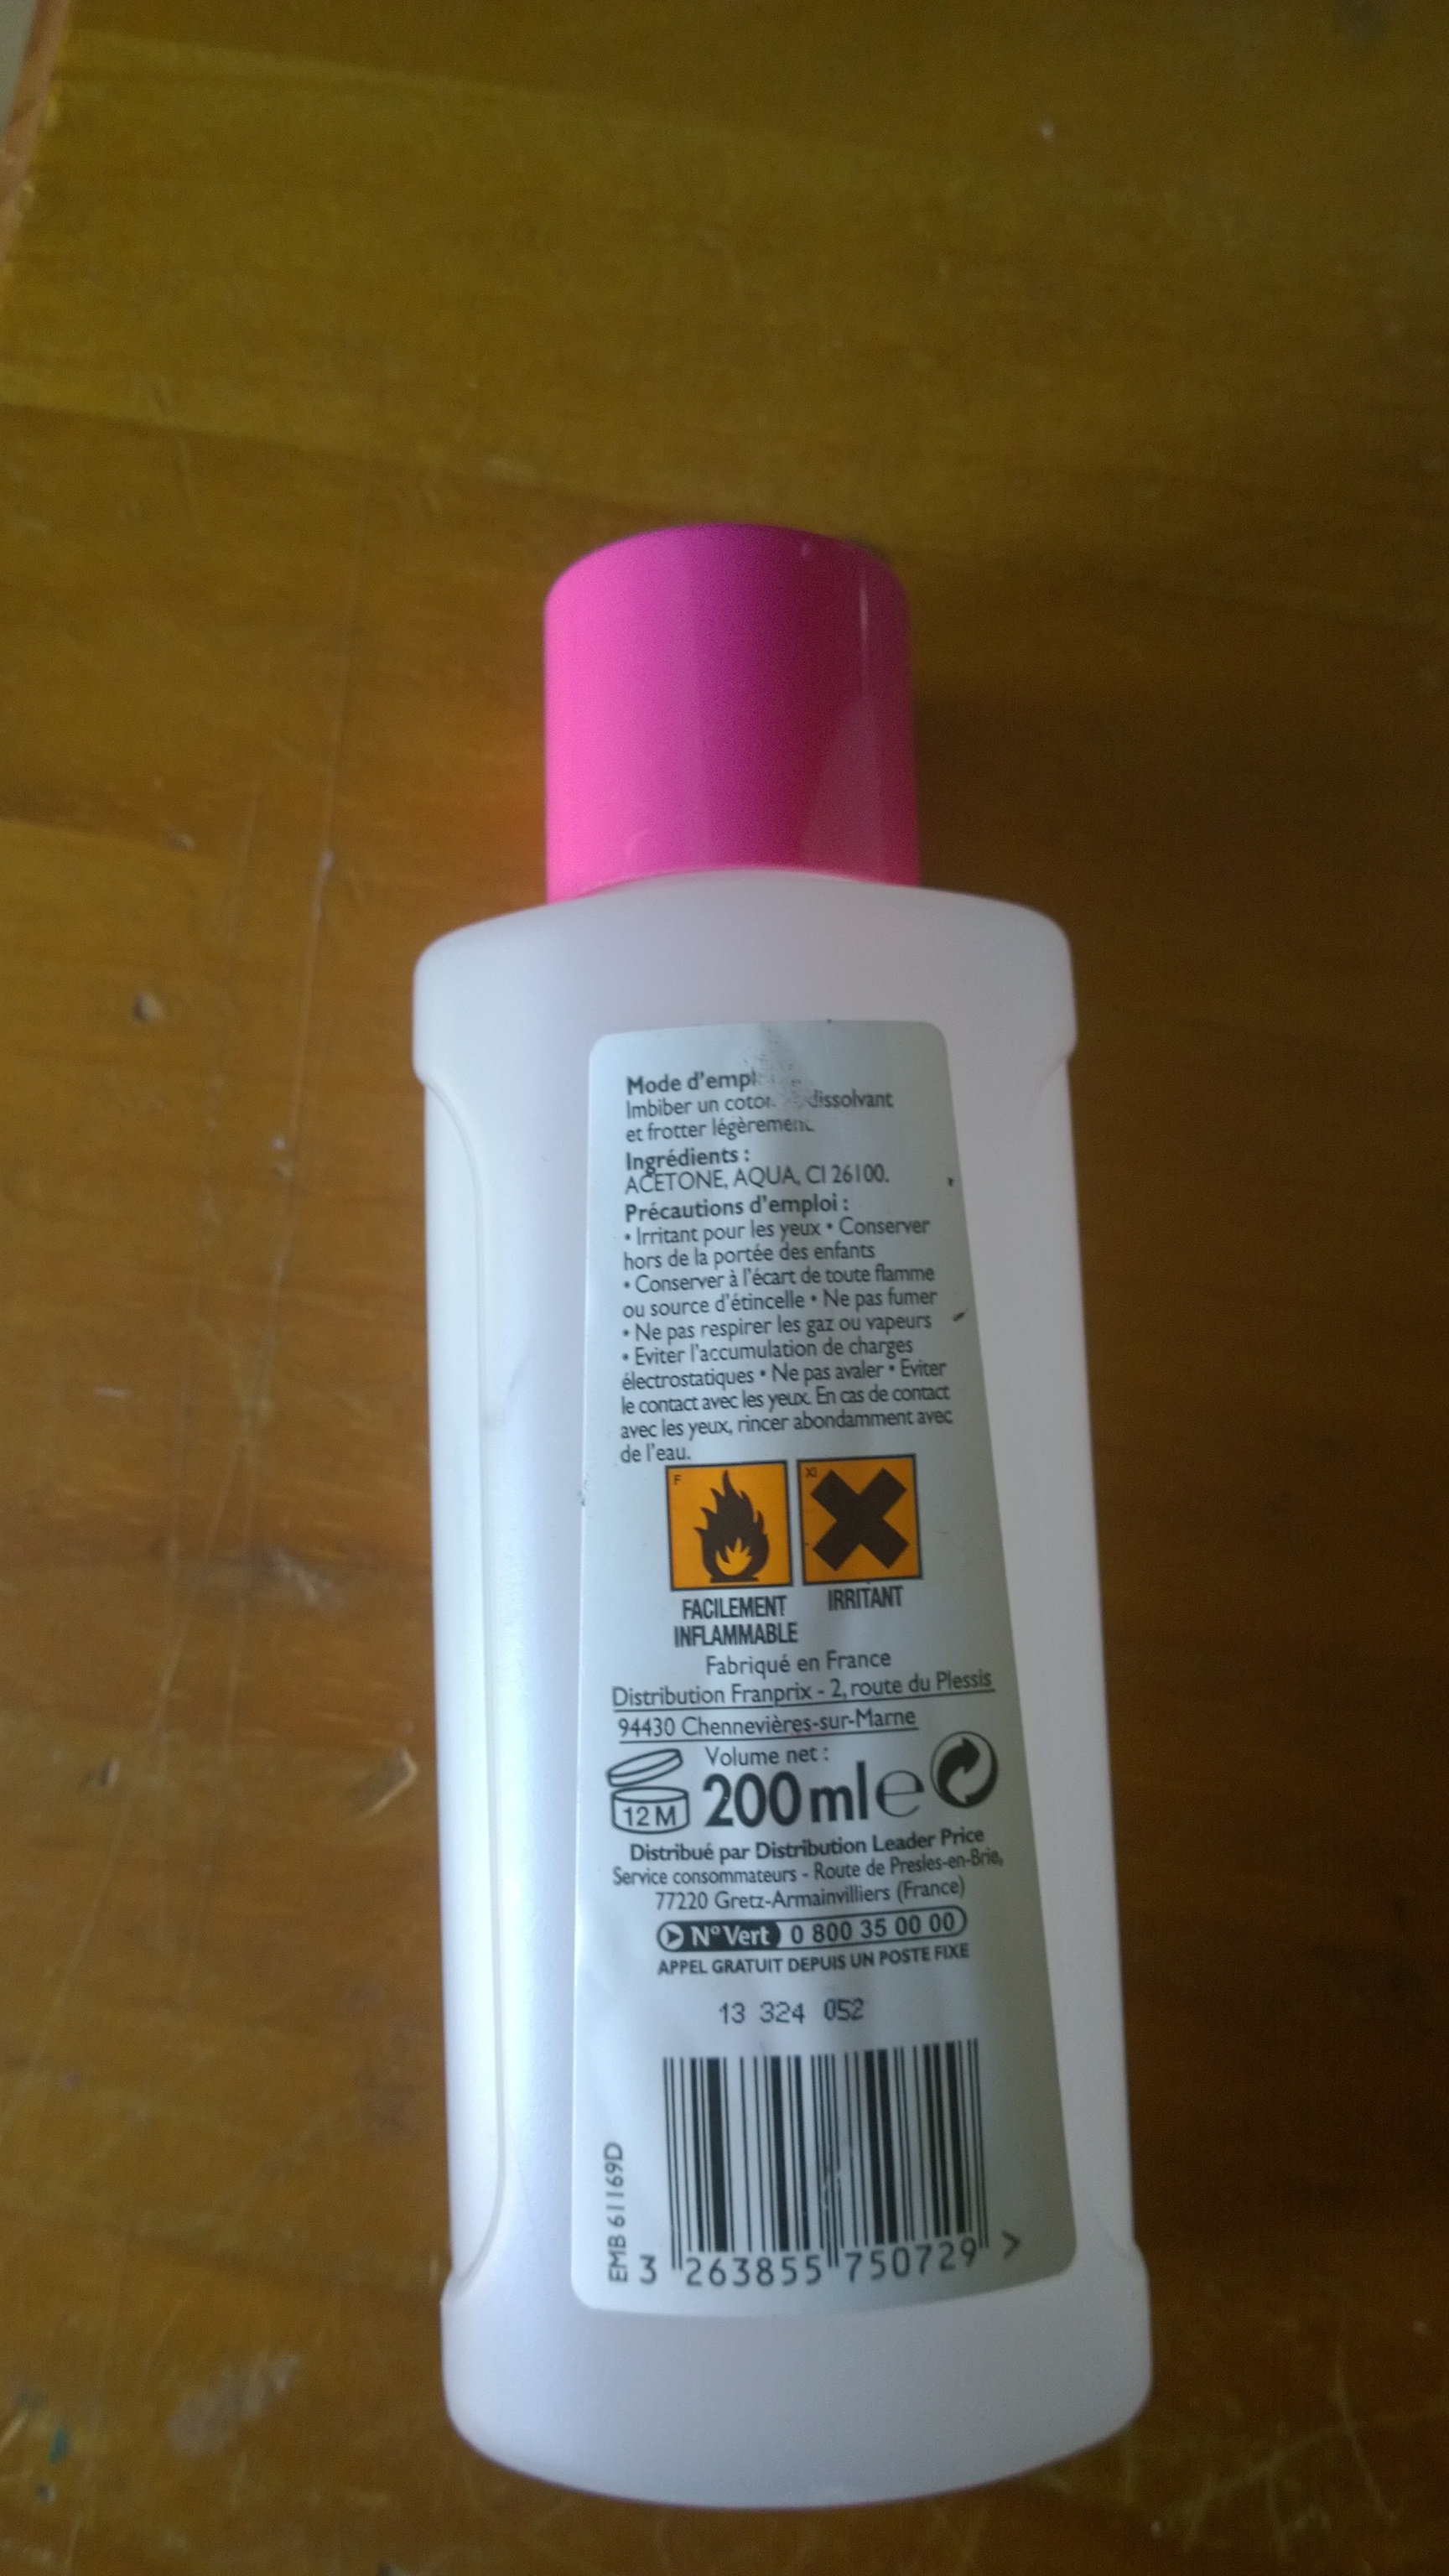 Mode d'empl
Imbiber un coton dissolvant
et frotter légèrement.
Ingrédients :
ACETONE, AQUA, CI 26100.
Précautions d'emploi :
• Irritant pour les yeux • Conserver
hors de la portée des enfants
• Conserver à l'écart de toute flamme
ou source d'étincelle • Ne pas fumer
• Ne pas respirer les gaz ou vapeurs
• Eviter l'accumulation de charges
électrostatiques • Ne pas avaler • Eviter
le contact avec les yeux. En cas de contact
avec les yeux, rincer abondamment avec
de l'eau.
F Xi
FACILEMENT IRRITANT
INFLAMMABLE
Fabriqué en France
Distribution Franprix - 2, route du Plessis
94430 Chennevières-sur-Marne
Volume net :
12 M 200 ml e
Distribué par Distribution Leader Price
Service consommateurs - Route de Presles-en-Brie,
77220 Gretz-Armainvilliers (France)
N° Vert 0 800 35 00 00
APPEL GRATUIT DEPUIS UN POSTE FIXE
13 324 052
EMB 61169D
3 263855 750729 >